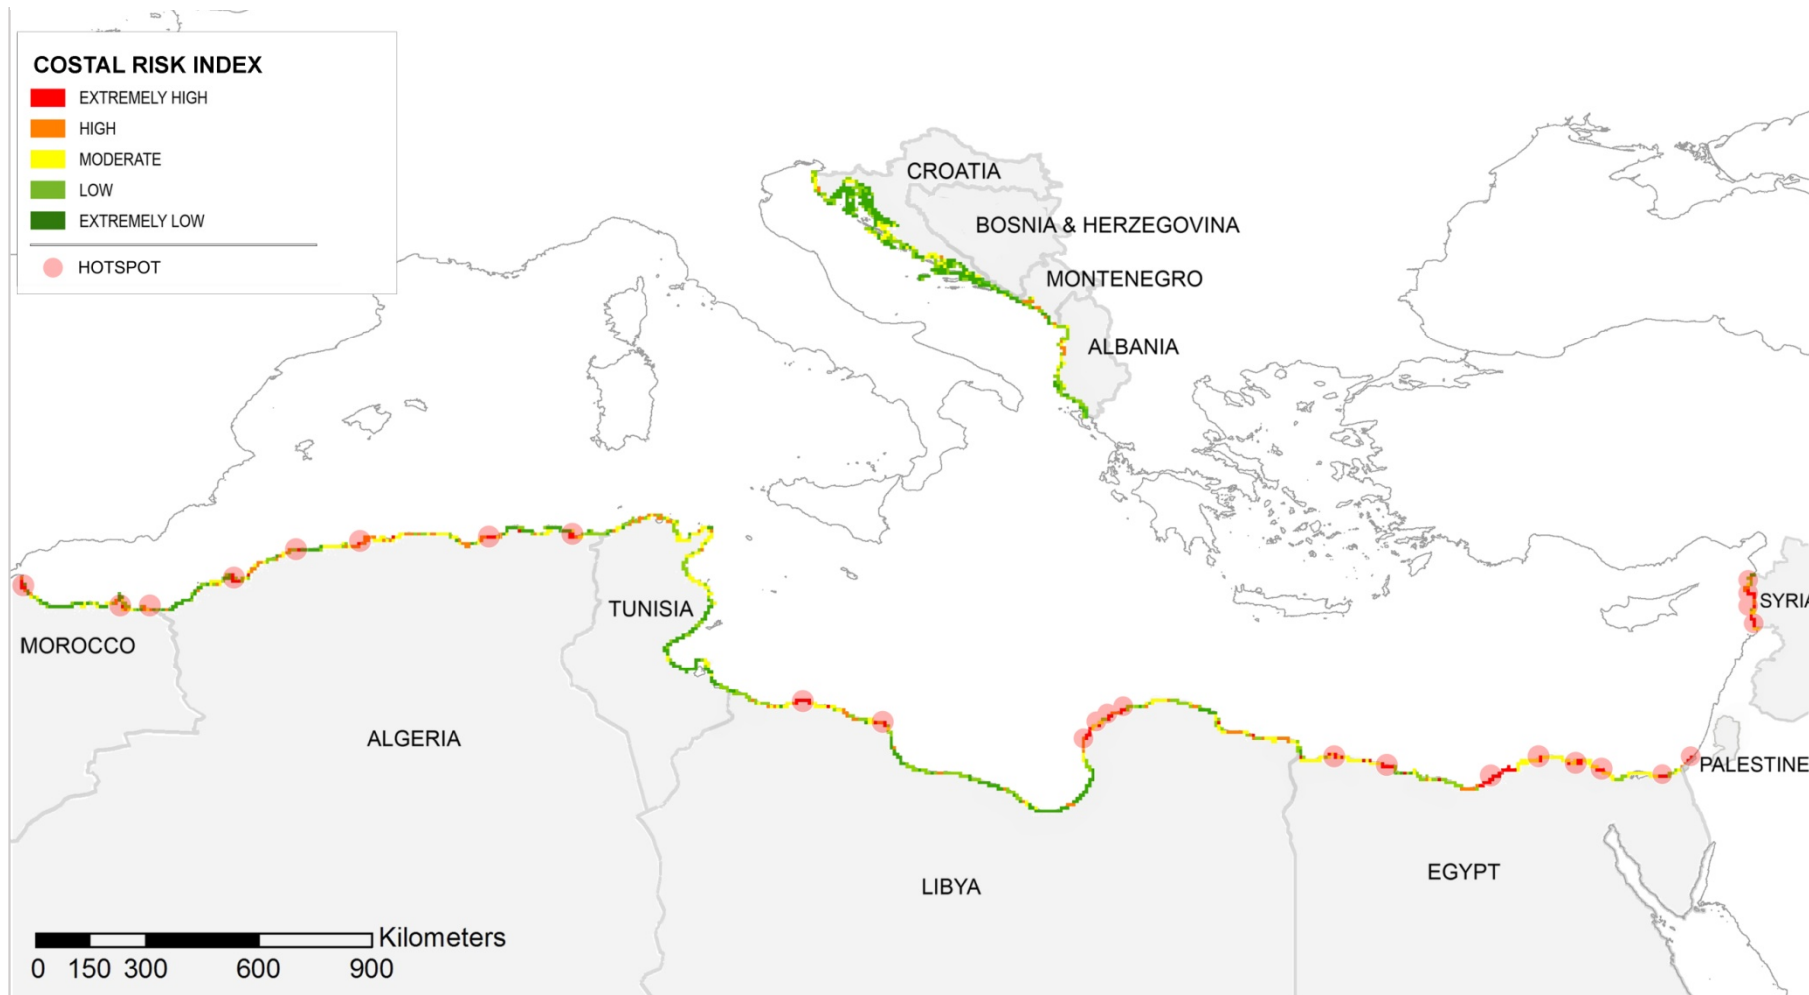 COSTAL RISK INDEX
EXTREMELY HIGH
HIGH
MODERATE
LOW
EXTREMELY LOW
HOTSPOT
CROATIA
BOSNIA & HERZEGOVINA
MONTENEGRO
ALBANIA
TUNISIA
SYRIA
MOROCCO
ALGERIA
PALESTINE
LIBYA
EGYPT
Kilometers
0 150 300 600 900